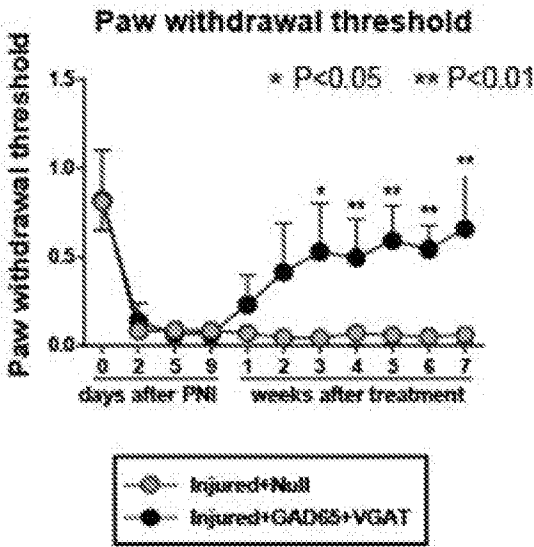 Paw withdrawal threshold
* P<0.05 ** P<0.01
Paw withdrawal threshold
1.5
1.0
0.5
0.0
* ** ** ** **
0 2 5 9 1 2 3 4 5 6 7
days after PNI weeks after treatment
Injured+Null
Injured+GAD65+VGAT